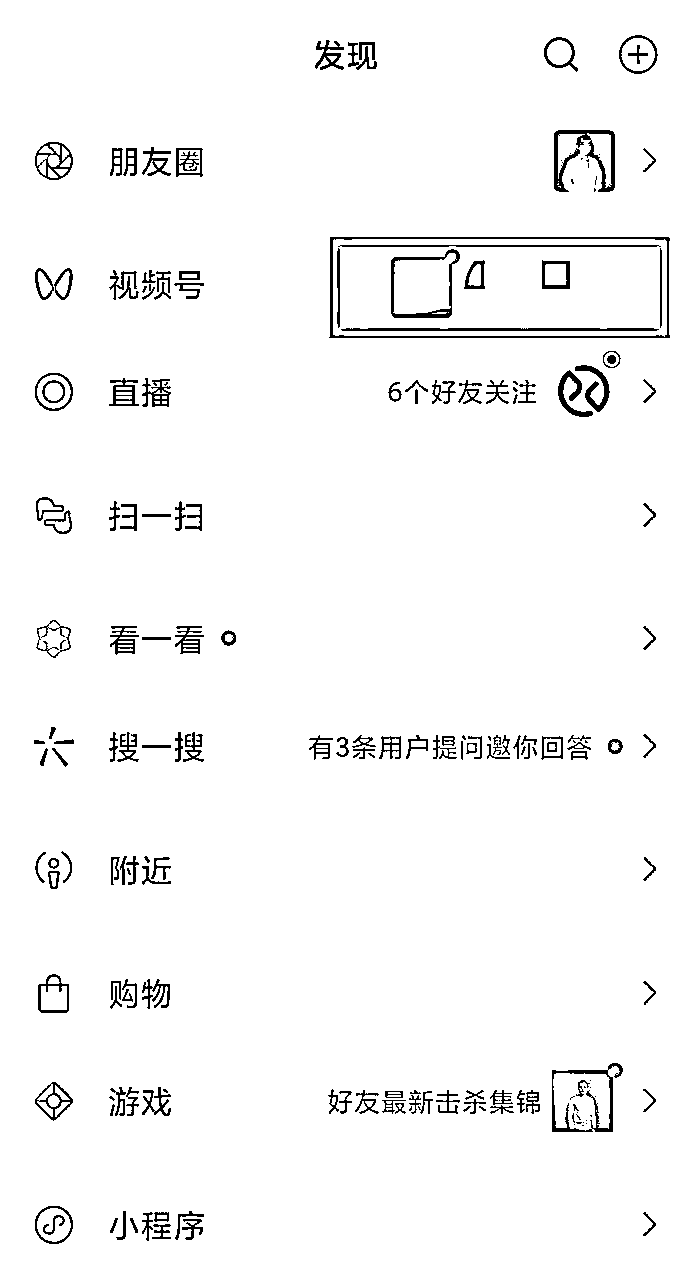 发现
朋友圈
视频号
直播 6个好友关注
扫一扫
看一看
搜一搜 有3条用户提问邀你回答
附近
购物
游戏 好友最新击杀集锦
小程序